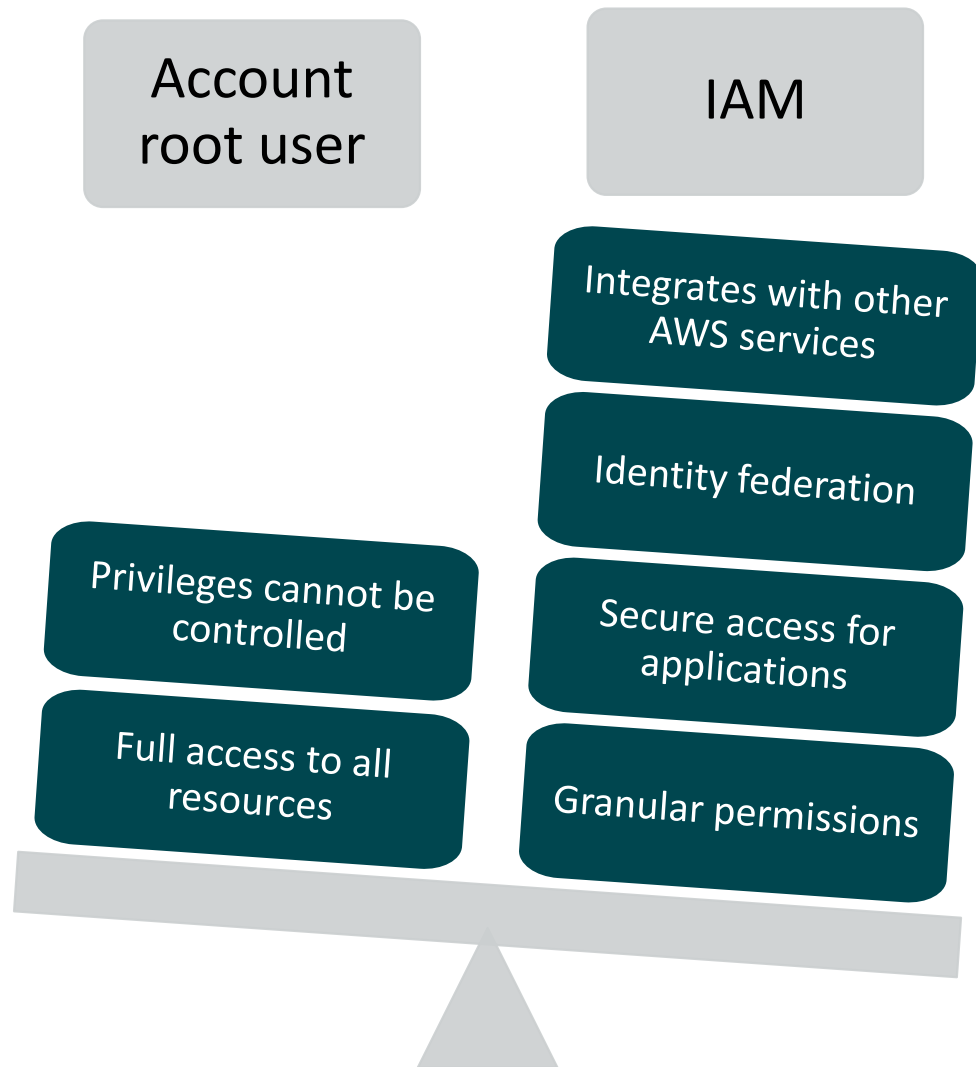 Account
root user
IAM
Integrates with other
AWS services
Identity federation
Privileges cannot be
controlled
Secure access for
applications
Full access to all
resources
Granular permissions